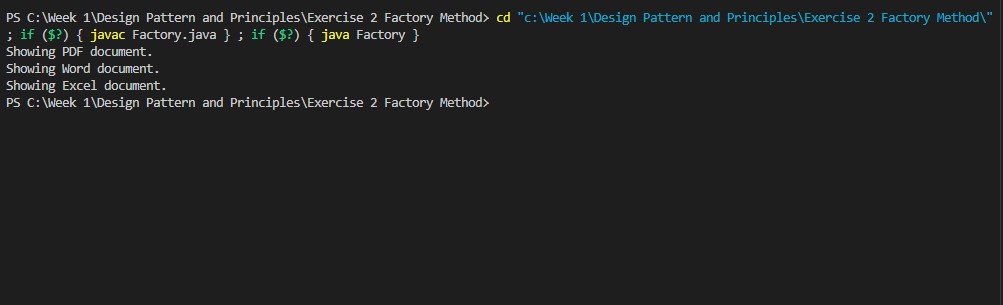 PS C:\Week 1\Design Pattern and Principles\Exercise 2 Factory Method> cd "c:\Week 1\Design Pattern and Principles\Exercise 2 Factory Method\"
; if ($?) { javac Factory.java } ; if ($?) { java Factory }
Showing PDF document.
Showing Word document.
Showing Excel document.
PS C:\Week 1\Design Pattern and Principles\Exercise 2 Factory Method>